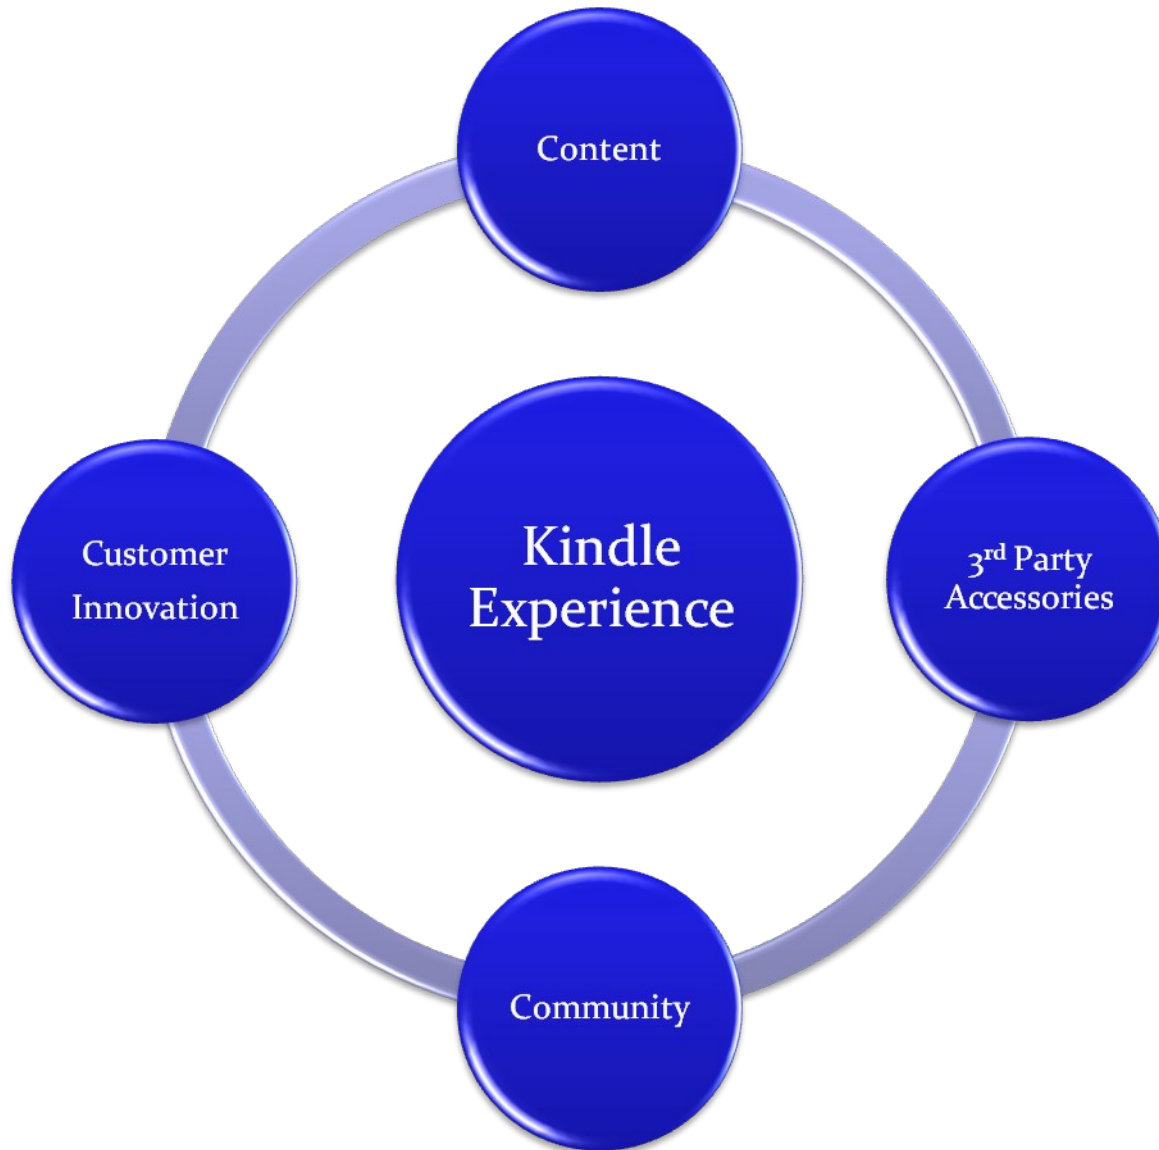 Content
Customer
Innovation
Kindle
Experience
3rd Party
Accessories
Community